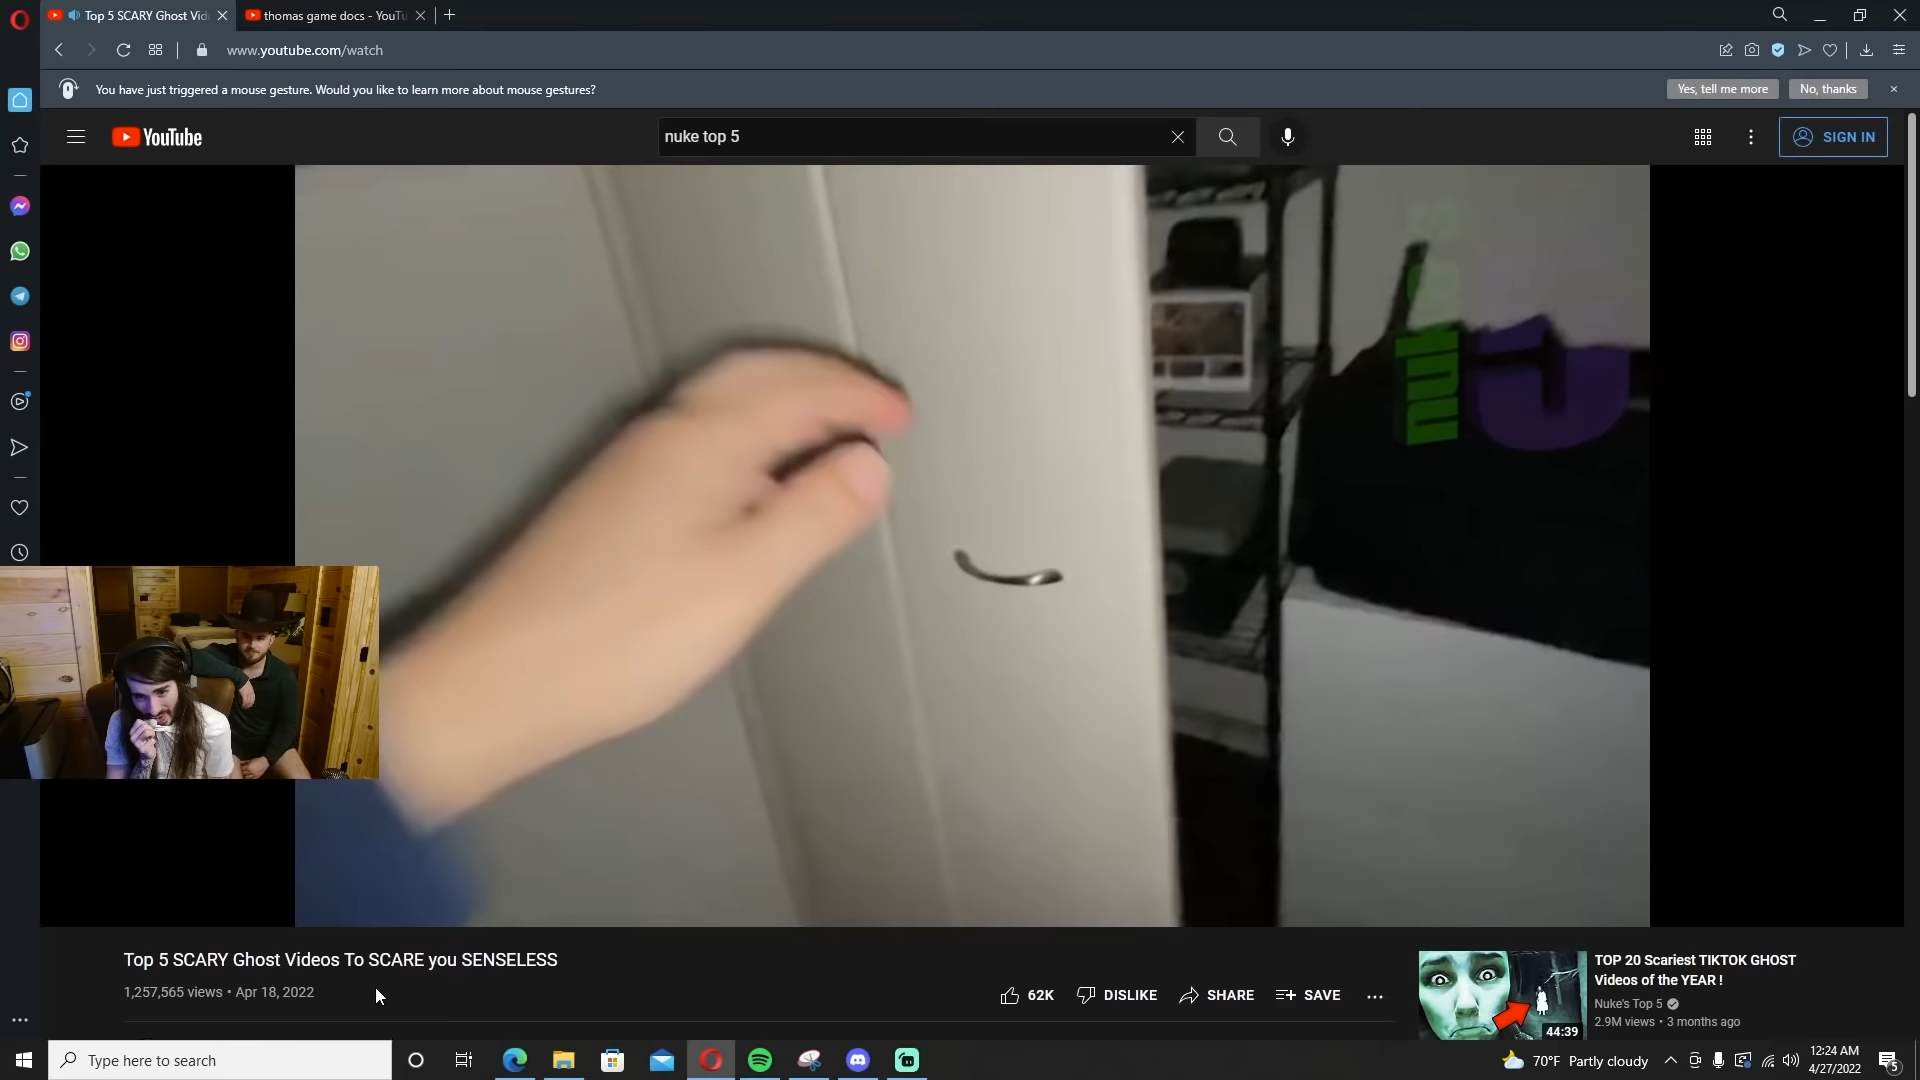 Top 5 SCARY Ghost Vid
thomas game docs - YouTu
www.youtube.com/watch
You have just triggered a mouse gesture. Would you like to learn more about mouse gestures?
Yes, tell me more
No, thanks
YouTube
nuke top 5
SIGN IN
Top 5 SCARY Ghost Videos To SCARE you SENSELESS
1,257,565 views • Apr 18, 2022
62K
DISLIKE
SHARE
SAVE
44:39
TOP 20 Scariest TIKTOK GHOST
Videos of the YEAR !
Nuke's Top 5
2.9M views • 3 months ago
Type here to search
70°F Partly cloudy
12:24 AM
4/27/2022
5